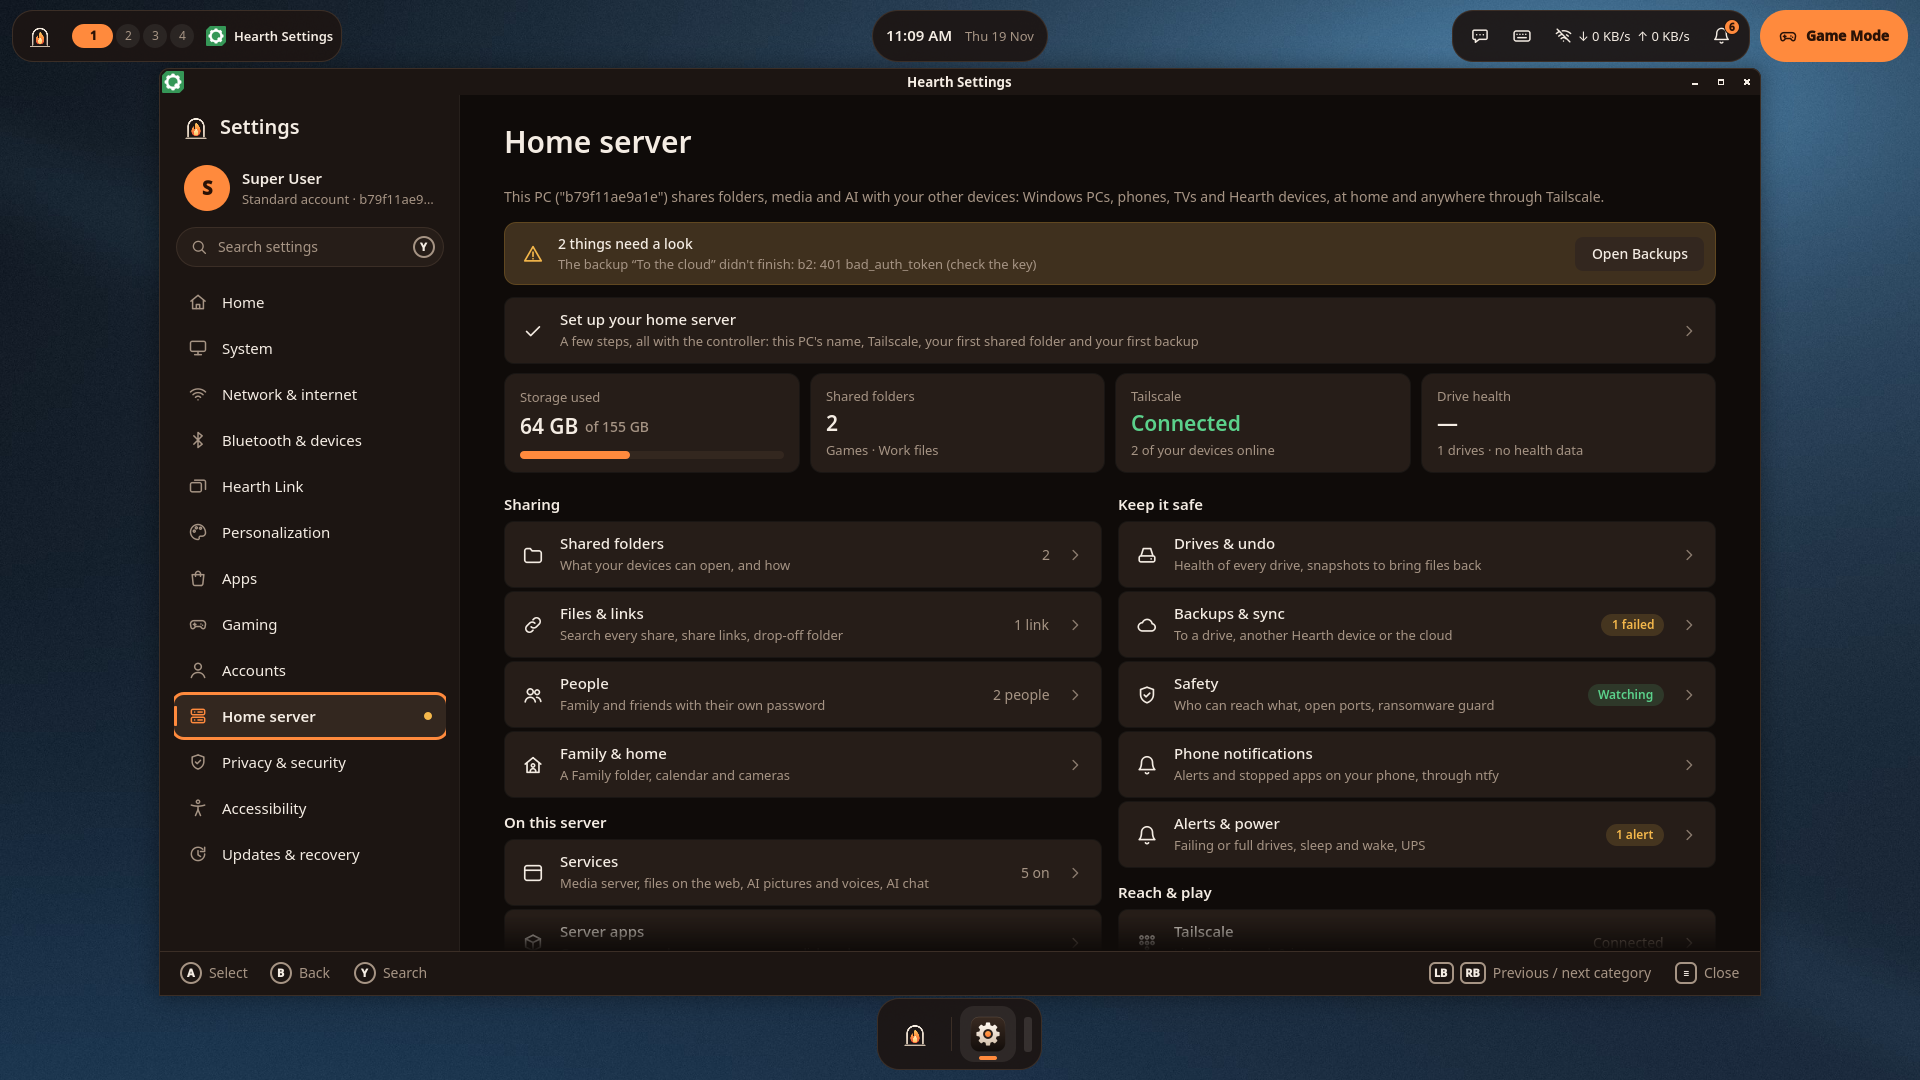 1 2 3 4 Hearth Settings
11:09 AM Thu 19 Nov
↓ 0 KB/s ↑ 0 KB/s 6 Game Mode
Hearth Settings
Settings
S Super User
Standard account · b79f11ae9...
Search settings Y
Home
System
Network & internet
Bluetooth & devices
Hearth Link
Personalization
Apps
Gaming
Accounts
Home server
Privacy & security
Accessibility
Updates & recovery
Home server
This PC ("b79f11ae9a1e") shares folders, media and AI with your other devices: Windows PCs, phones, TVs and Hearth devices, at home and anywhere through Tailscale.
2 things need a look
The backup “To the cloud” didn't finish: b2: 401 bad_auth_token (check the key)
Open Backups
Set up your home server
A few steps, all with the controller: this PC's name, Tailscale, your first shared folder and your first backup
Storage used
64 GB of 155 GB
Shared folders
2
Games · Work files
Tailscale
Connected
2 of your devices online
Drive health
—
1 drives · no health data
Sharing
Shared folders
What your devices can open, and how
2
Files & links
Search every share, share links, drop-off folder
1 link
People
Family and friends with their own password
2 people
Family & home
A Family folder, calendar and cameras
On this server
Services
Media server, files on the web, AI pictures and voices, AI chat
5 on
Server apps
Keep it safe
Drives & undo
Health of every drive, snapshots to bring files back
Backups & sync
To a drive, another Hearth device or the cloud
1 failed
Safety
Who can reach what, open ports, ransomware guard
Watching
Phone notifications
Alerts and stopped apps on your phone, through ntfy
Alerts & power
Failing or full drives, sleep and wake, UPS
1 alert
Reach & play
Tailscale
Connected
A Select B Back Y Search
LB RB Previous / next category ≡ Close